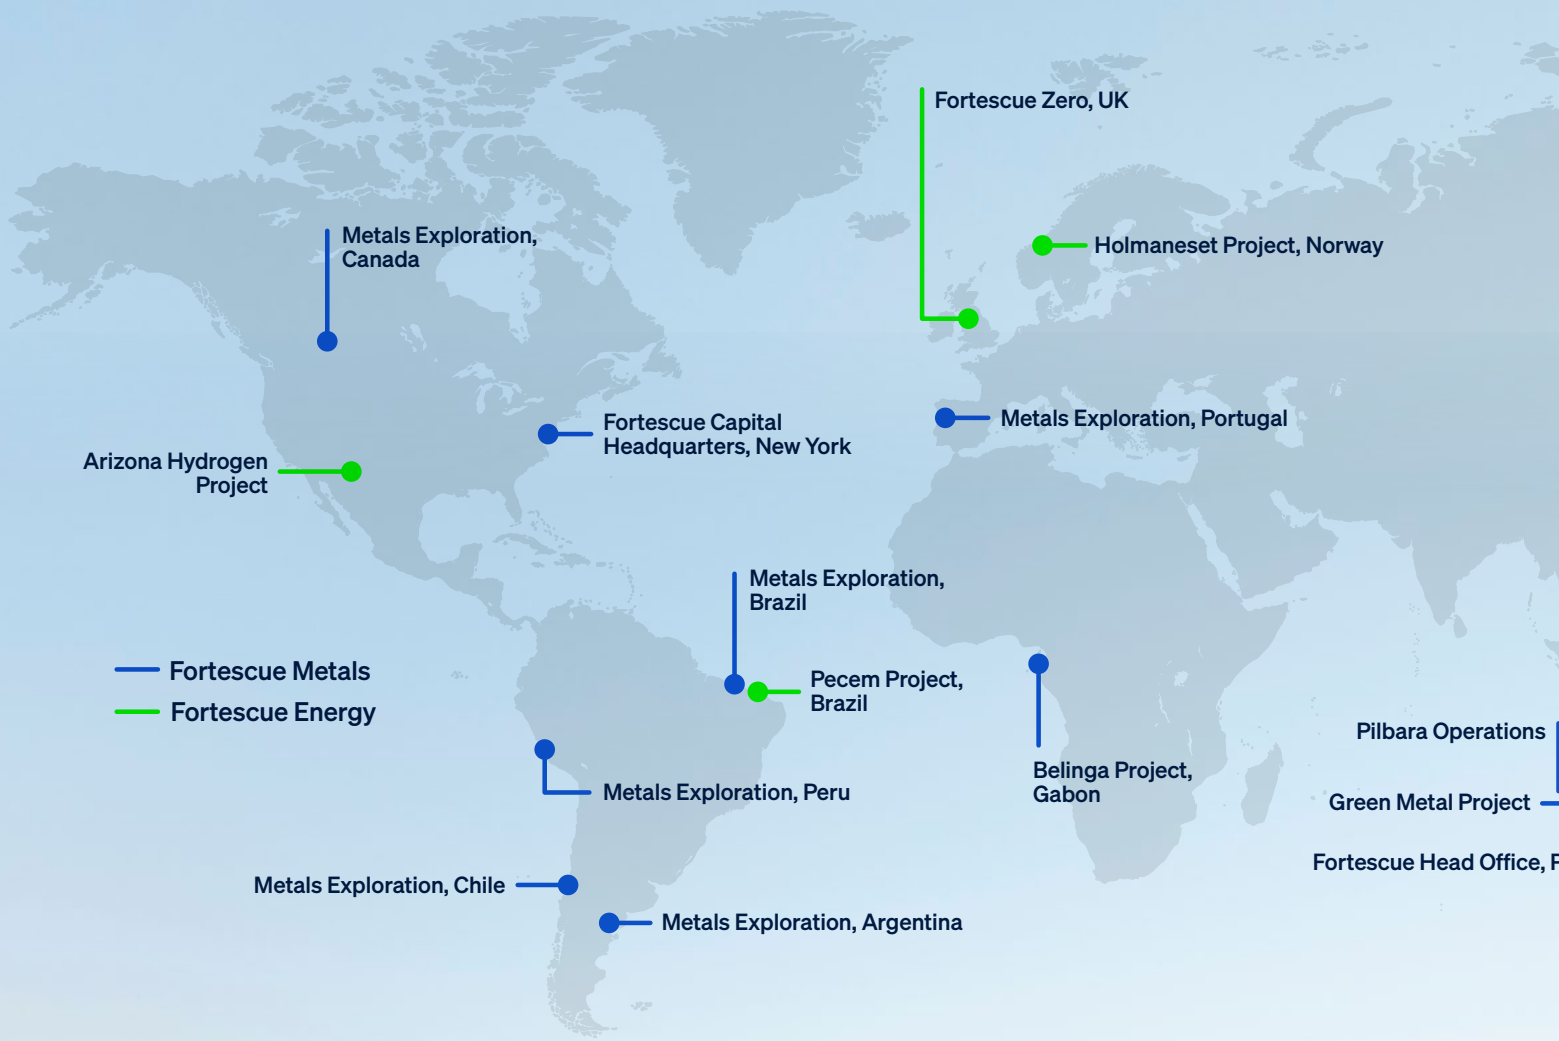 Fortescue Zero, UK
Metals Exploration,
Canada
Holmaneset Project, Norway
Fortescue Capital
Headquarters, New York
Metals Exploration, Portugal
Arizona Hydrogen
Project
Metals Exploration,
Brazil
Fortescue Metals
Fortescue Energy
Pecem Project,
Brazil
Pilbara Operations
Belinga Project,
Gabon
Metals Exploration, Peru
Green Metal Project
Fortescue Head Office,
Metals Exploration, Chile
Metals Exploration, Argentina